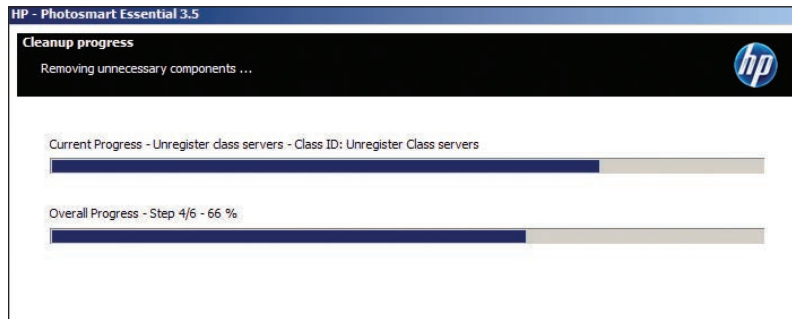 HP - Photosmart Essential 3.5
Cleanup progress
Removing unnecessary components ...
hp
Current Progress - Unregister class servers - Class ID: Unregister Class servers
Overall Progress - Step 4/6 - 66 %